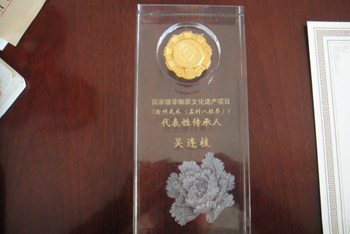 国家级非物质文化遗产项目
(沧州武术（孟村八极拳）)
代表性传承人
吴连枝